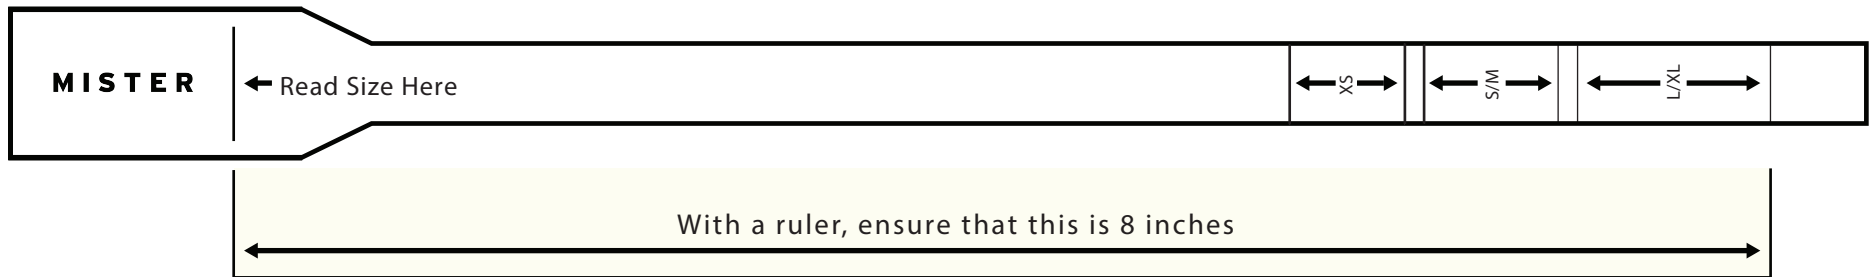 MISTER
Read Size Here
XS
S/M
L/XL
With a ruler, ensure that this is 8 inches